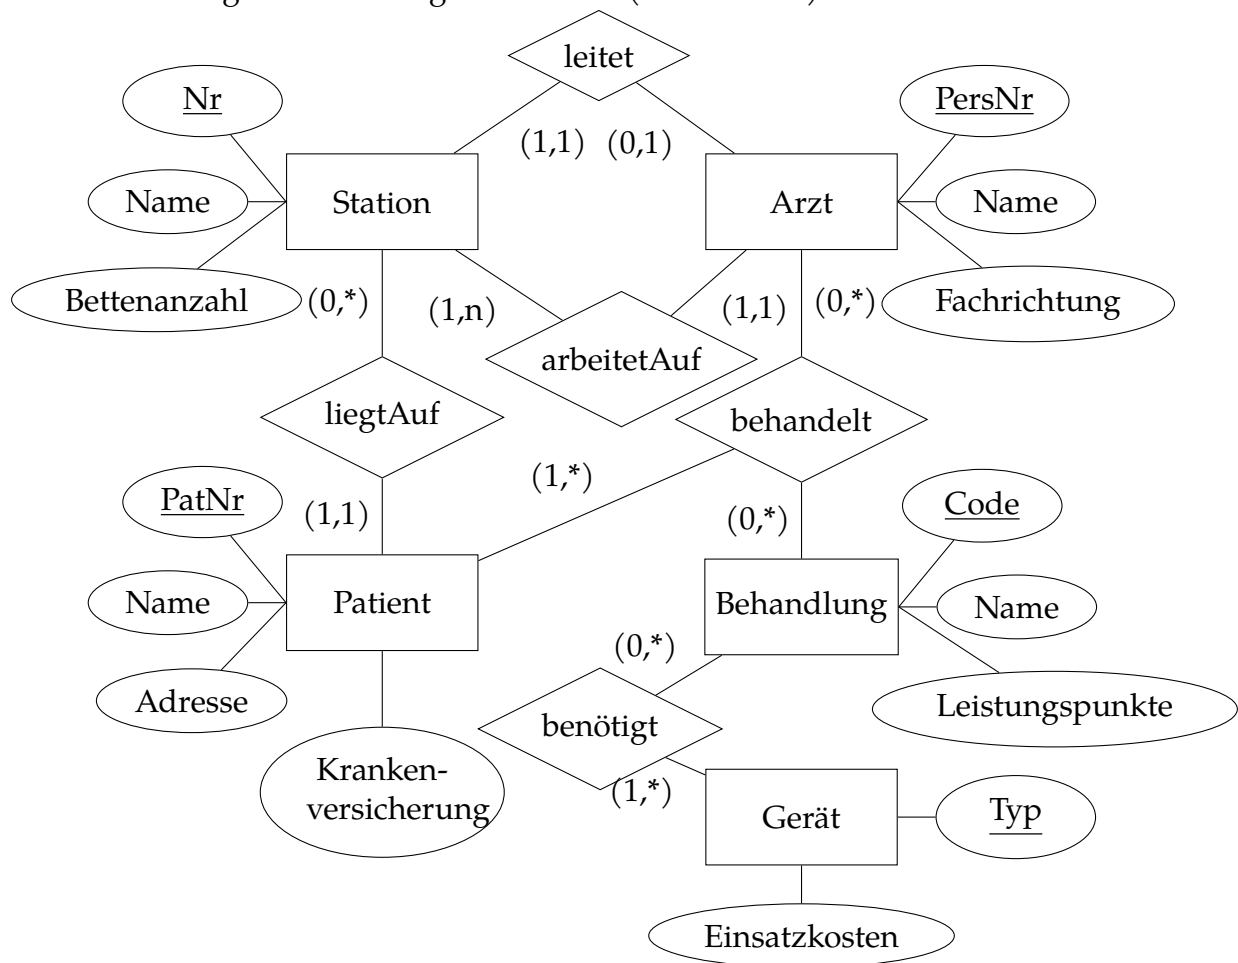 leitet
Nr
PersNr
(1,1) (0,1)
Name
Station
Arzt
Name
Bettenanzahl
(0,*)
(1,n)
(1,1)
(0,*)
Fachrichtung
arbeitetAuf
liegtAuf
behandelt
(1,*)
PatNr
(1,1)
(0,*)
Code
Name
Patient
Behandlung
Name
(0,*)
Adresse
benötigt
Leistungspunkte
Kranken-
versicherung
(1,*)
Gerät
Typ
Einsatzkosten